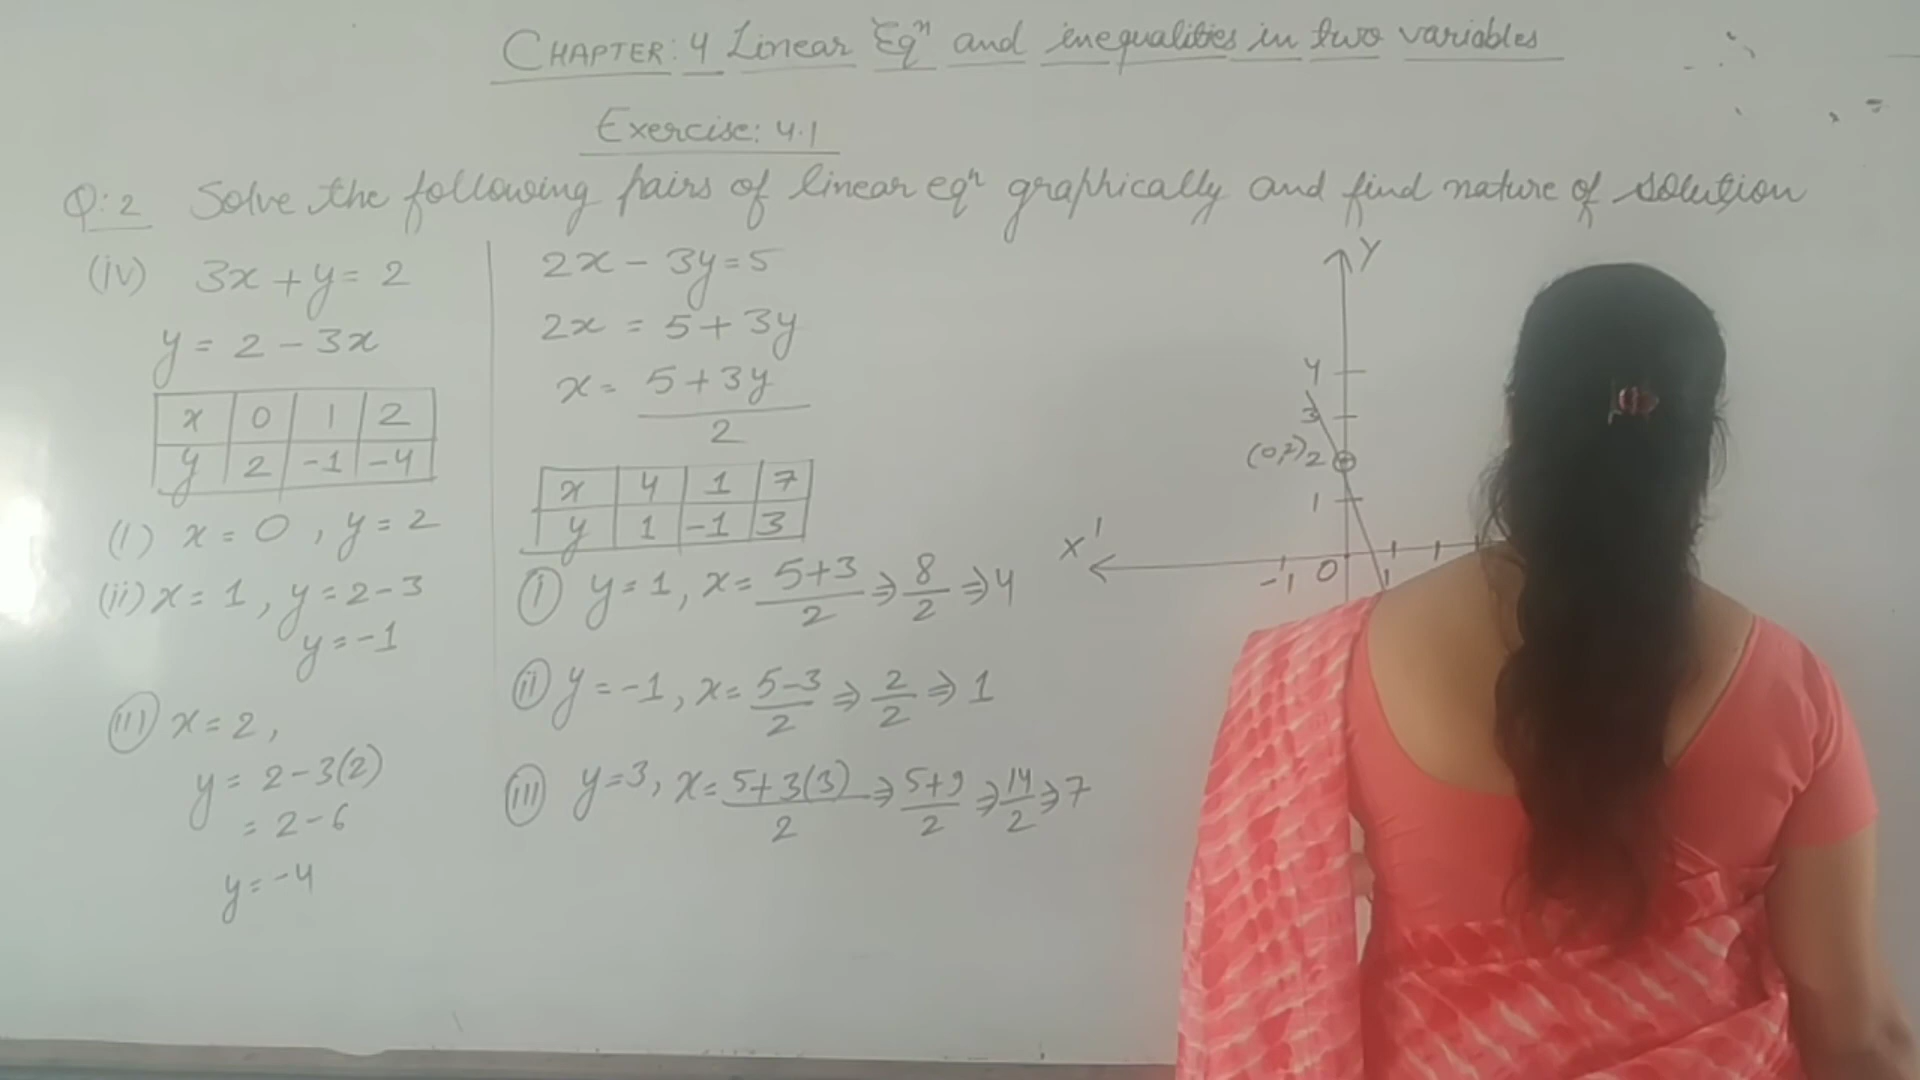 CHAPTER: 4 Linear Eqⁿ and inequalities in two variables
Exercise: 4.1
Q:2 Solve the following pairs of linear eqⁿ graphically and find nature of solution
(iv) 3x + y = 2
y = 2 - 3x
x 0 1 2
y 2 -1 -4
(i) x = 0 , y = 2
(ii) x = 1 , y = 2-3
y = -1
(iii) x = 2 ,
y = 2-3(2)
= 2-6
y = -4
2x - 3y = 5
2x = 5 + 3y
x = 5 + 3y
2
x 4 1 7
y 1 -1 3
(i) y = 1, x = 5+3/2 ⇒ 8/2 ⇒ 4
(ii) y = -1, x = 5-3/2 ⇒ 2/2 ⇒ 1
(iii) y = 3, x = 5+3(3)/2 ⇒ 5+9/2 ⇒ 14/2 ⇒ 7
Y
4
3
(0,2) 2
1
X'
-1 0 1